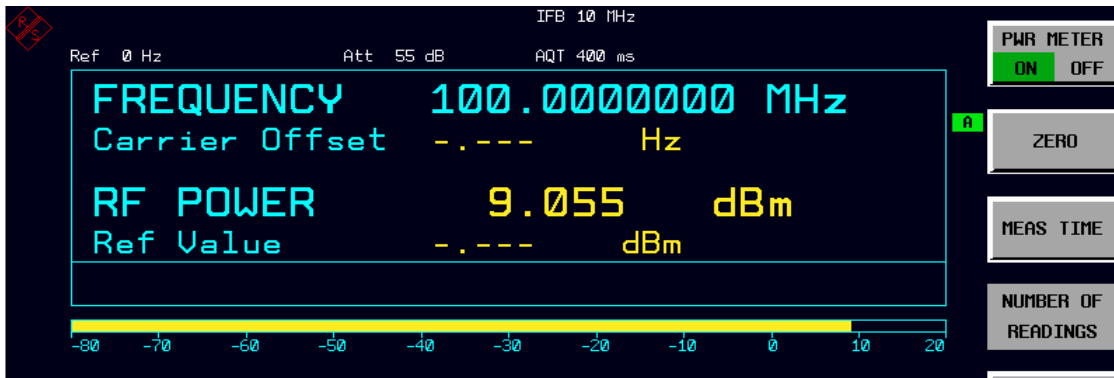 IFB 10 MHz
R
S
Ref 0 Hz Att 55 dB AQT 400 ms
FREQUENCY 100.0000000 MHz
Carrier Offset -.--- Hz
RF POWER 9.055 dBm
Ref Value -.--- dBm
-80 -70 -60 -50 -40 -30 -20 -10 0 10 20
A
PWR METER
ON OFF
ZERO
MEAS TIME
NUMBER OF
READINGS